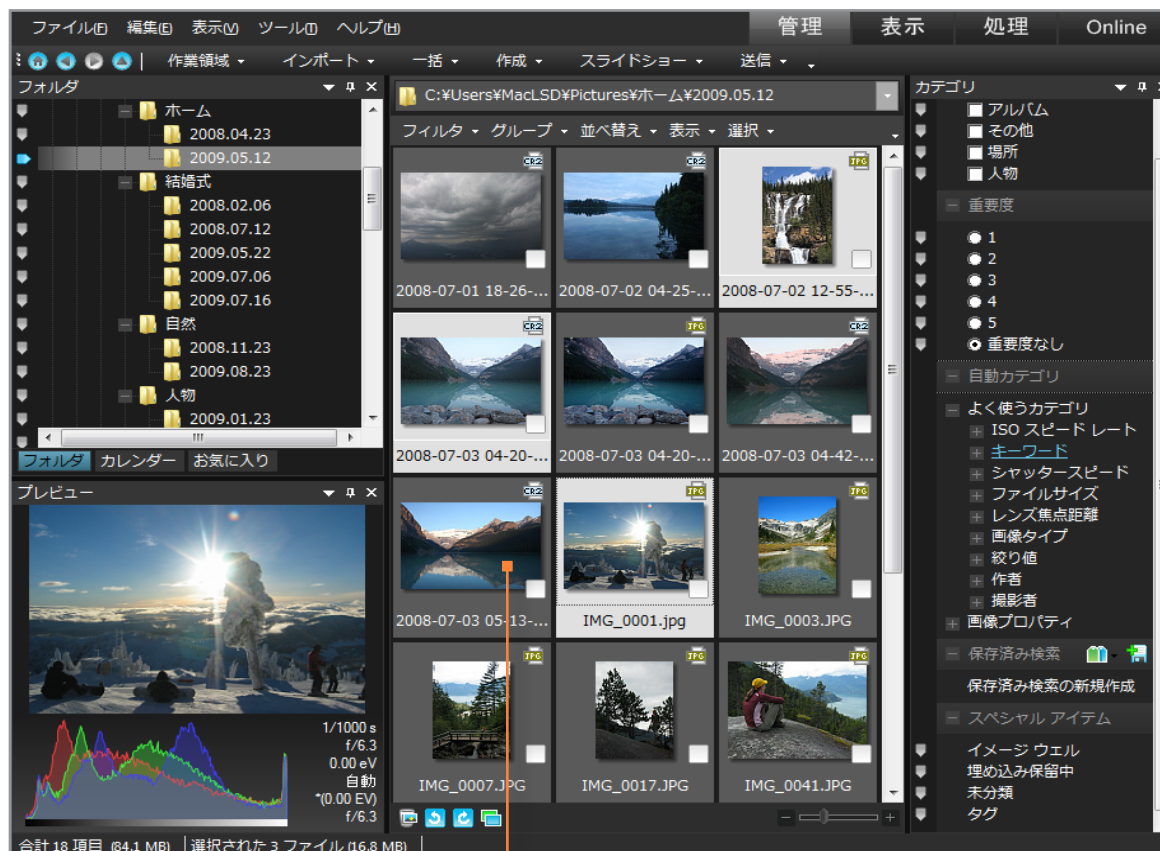 ファイル(F) 編集(E) 表示(V) ツール(T) ヘルプ(H)
管理 表示 処理 Online
作業領域 インポート 一括 作成 スライドショー 送信
フォルダ
ホーム
2008.04.23
2009.05.12
結婚式
2008.02.06
2008.07.12
2009.05.22
2009.07.06
2009.07.16
自然
2008.11.23
2009.08.23
人物
2009.01.23
フォルダ カレンダー お気に入り
プレビュー
1/1000 s
f/6.3
0.00 eV
自動
*(0.00 EV)
f/6.3
C:¥Users¥MacLSD¥Pictures¥ホーム¥2009.05.12
フィルタ グループ 並べ替え 表示 選択
CR2 CR2 JPG
2008-07-01 18-26-... 2008-07-02 04-25-... 2008-07-02 12-55-...
CR2 JPG CR2
2008-07-03 04-20-... 2008-07-03 04-20-... 2008-07-03 04-42-...
CR2 JPG JPG
2008-07-03 05-13-... IMG_0001.jpg IMG_0003.JPG
JPG JPG JPG
IMG_0007.JPG IMG_0017.JPG IMG_0041.JPG
カテゴリ
アルバム
その他
場所
人物
重要度
1
2
3
4
5
重要度なし
自動カテゴリ
よく使うカテゴリ
ISO スピード レート
キーワード
シャッタースピード
ファイルサイズ
レンズ焦点距離
画像タイプ
絞り値
作者
撮影者
画像プロパティ
保存済み検索
保存済み検索の新規作成
スペシャル アイテム
イメージ ウェル
埋め込み保留中
未分類
タグ
合計 18 項目 (84.1 MB) 選択された 3 ファイル (16.8 MB)